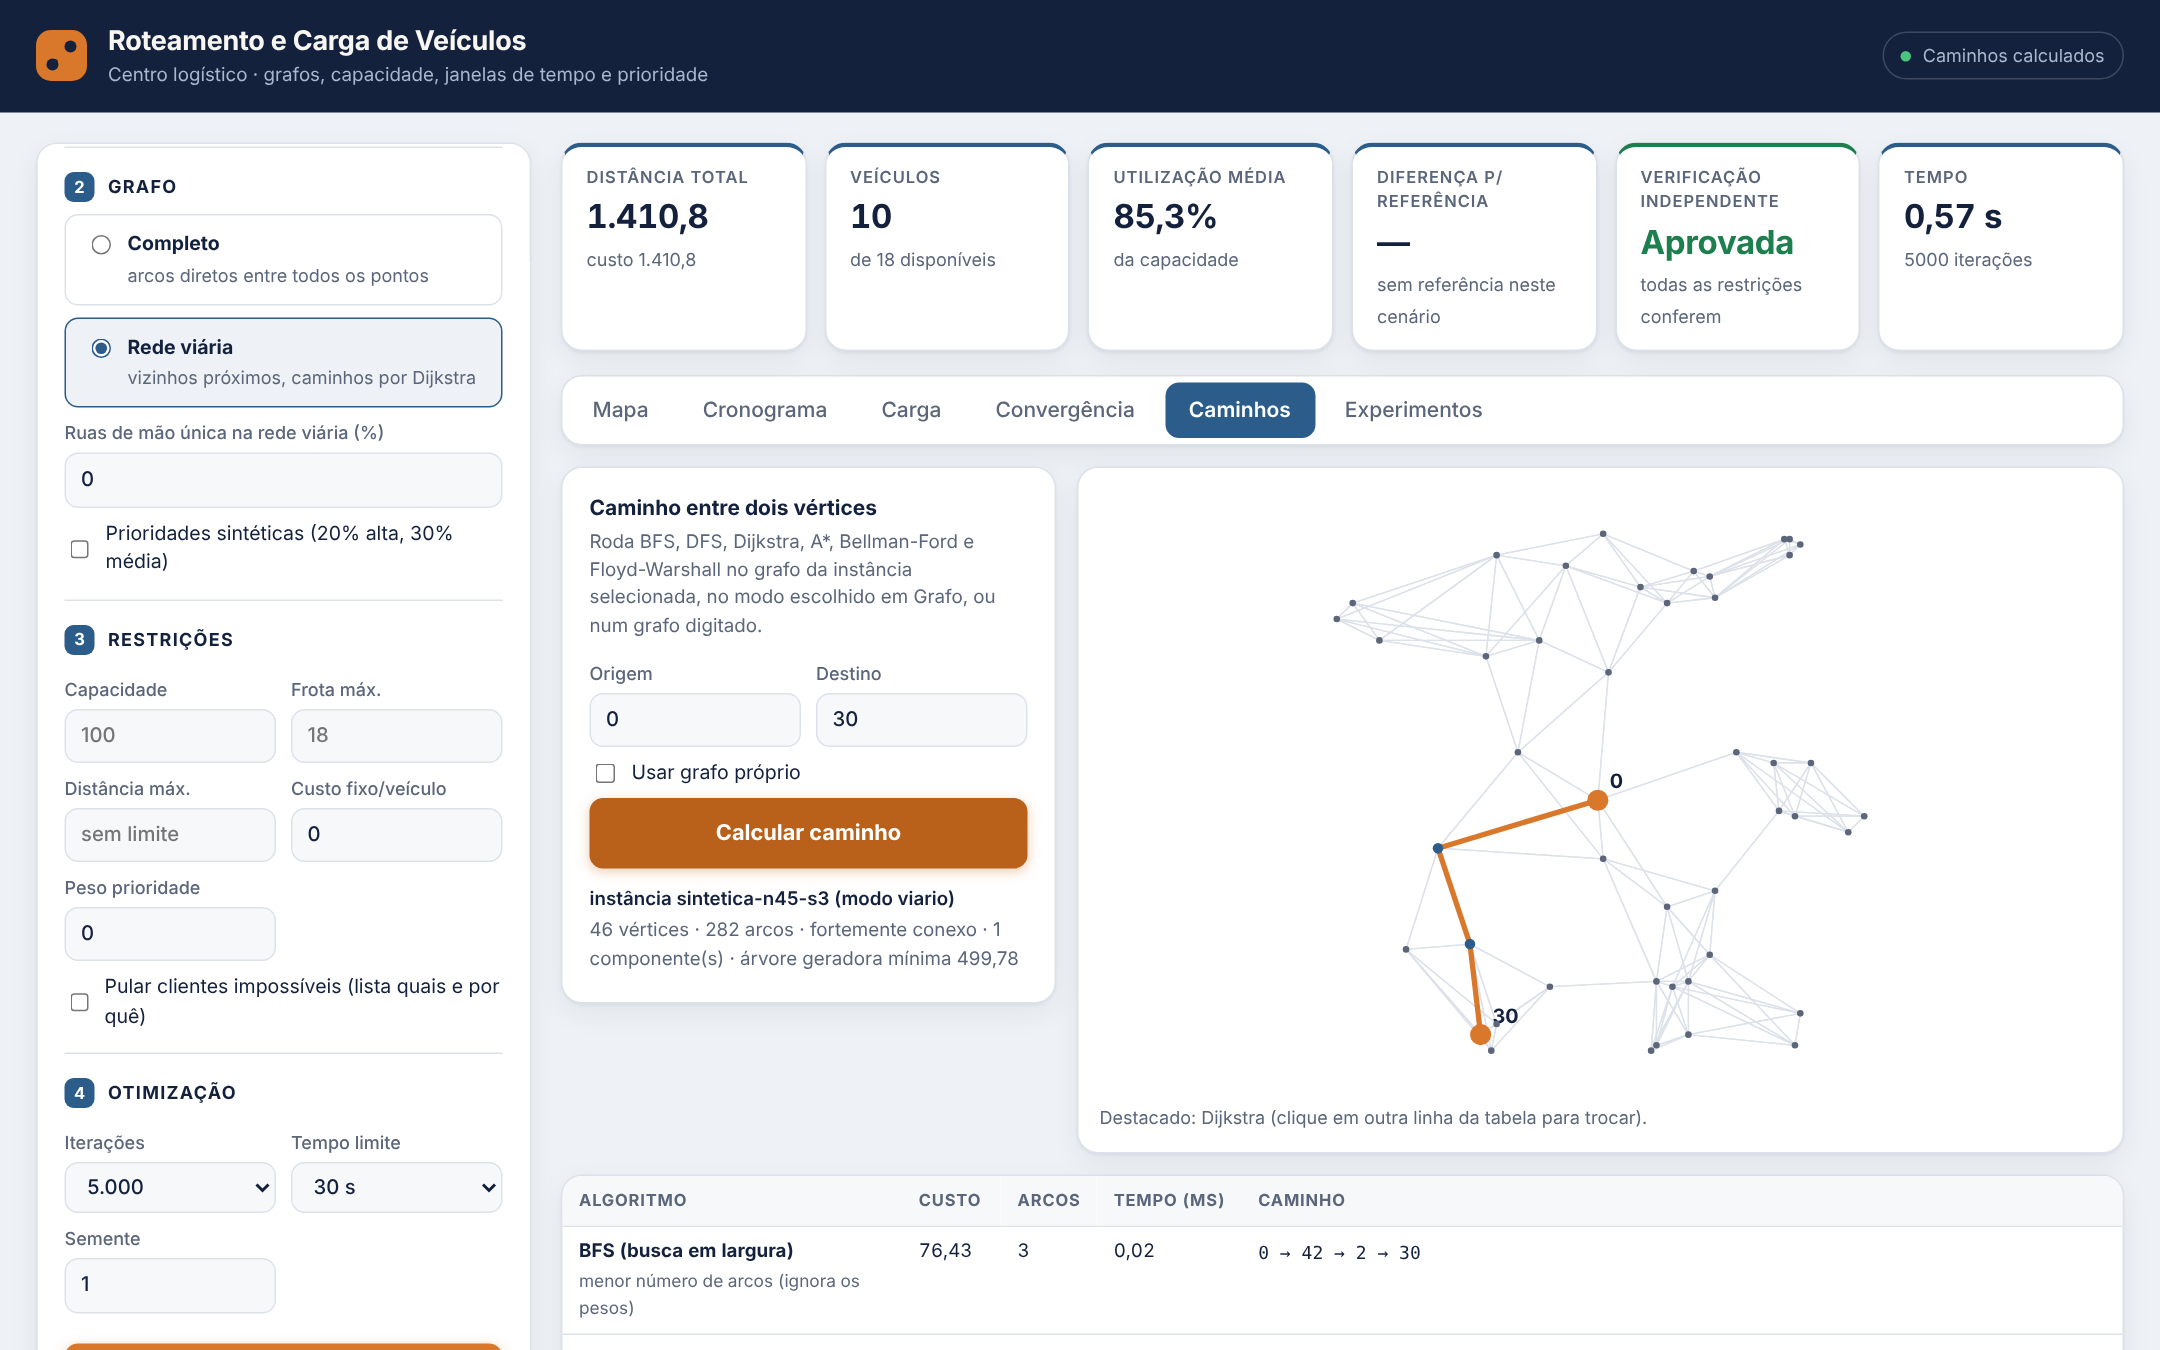 Roteamento e Carga de Veículos
Centro logístico · grafos, capacidade, janelas de tempo e prioridade
Caminhos calculados
2 GRAFO
Completo
arcos diretos entre todos os pontos
Rede viária
vizinhos próximos, caminhos por Dijkstra
Ruas de mão única na rede viária (%)
0
Prioridades sintéticas (20% alta, 30%
média)
3 RESTRIÇÕES
Capacidade Frota máx.
100 18
Distância máx. Custo fixo/veículo
sem limite 0
Peso prioridade
0
Pular clientes impossíveis (lista quais e por
quê)
4 OTIMIZAÇÃO
Iterações Tempo limite
5.000 30 s
Semente
1
DISTÂNCIA TOTAL
1.410,8
custo 1.410,8
VEÍCULOS
10
de 18 disponíveis
UTILIZAÇÃO MÉDIA
85,3%
da capacidade
DIFERENÇA P/
REFERÊNCIA
—
sem referência neste
cenário
VERIFICAÇÃO
INDEPENDENTE
Aprovada
todas as restrições
conferem
TEMPO
0,57 s
5000 iterações
Mapa Cronograma Carga Convergência Caminhos Experimentos
Caminho entre dois vértices
Roda BFS, DFS, Dijkstra, A*, Bellman-Ford e
Floyd-Warshall no grafo da instância
selecionada, no modo escolhido em Grafo, ou
num grafo digitado.
Origem Destino
0 30
Usar grafo próprio
Calcular caminho
instância sintetica-n45-s3 (modo viario)
46 vértices · 282 arcos · fortemente conexo · 1
componente(s) · árvore geradora mínima 499,78
0
30
Destacado: Dijkstra (clique em outra linha da tabela para trocar).
ALGORITMO CUSTO ARCOS TEMPO (MS) CAMINHO
BFS (busca em largura) 76,43 3 0,02 0 → 42 → 2 → 30
menor número de arcos (ignora os
pesos)